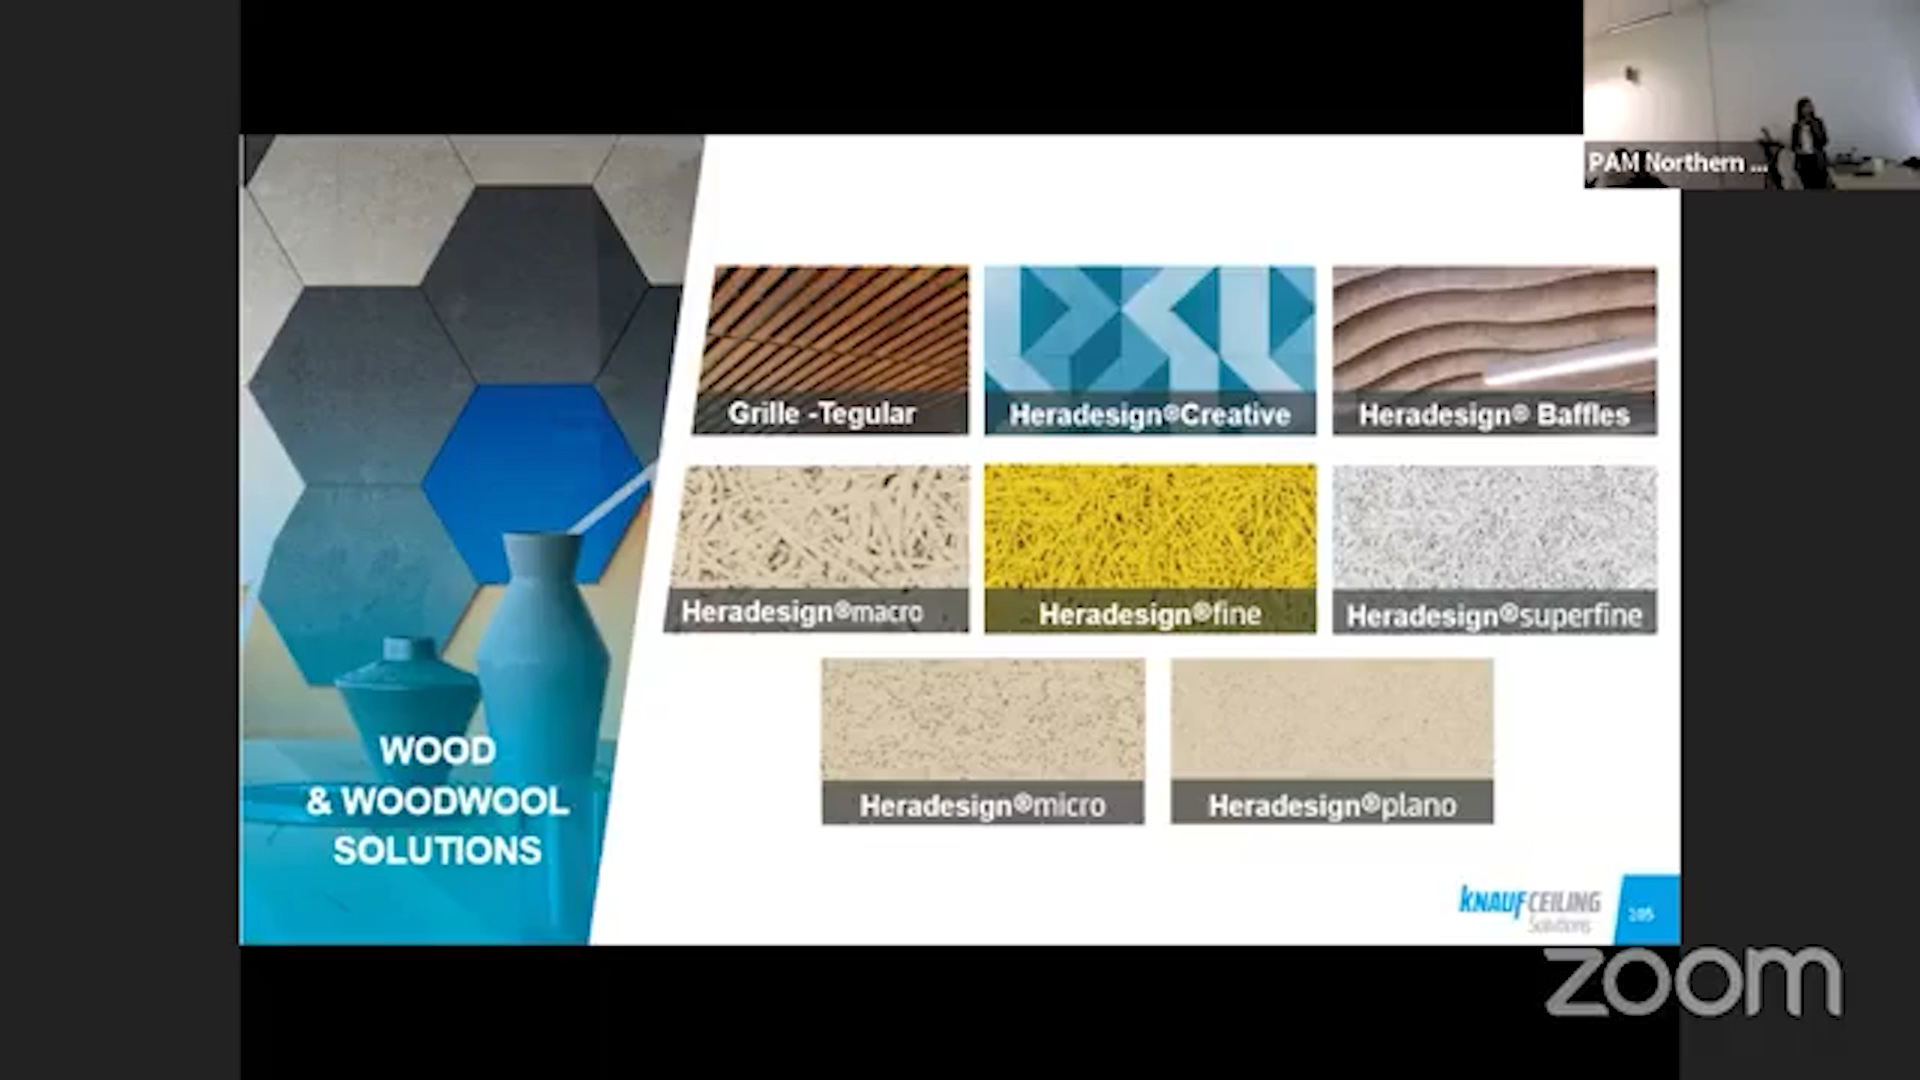 PAM Northern ...
Grille -Tegular
Heradesign®Creative
Heradesign® Baffles
Heradesign®macro
Heradesign®fine
Heradesign®superfine
Heradesign®micro
Heradesign®plano
WOOD
& WOODWOOL
SOLUTIONS
KNAUF CEILING
Solutions
105
zoom